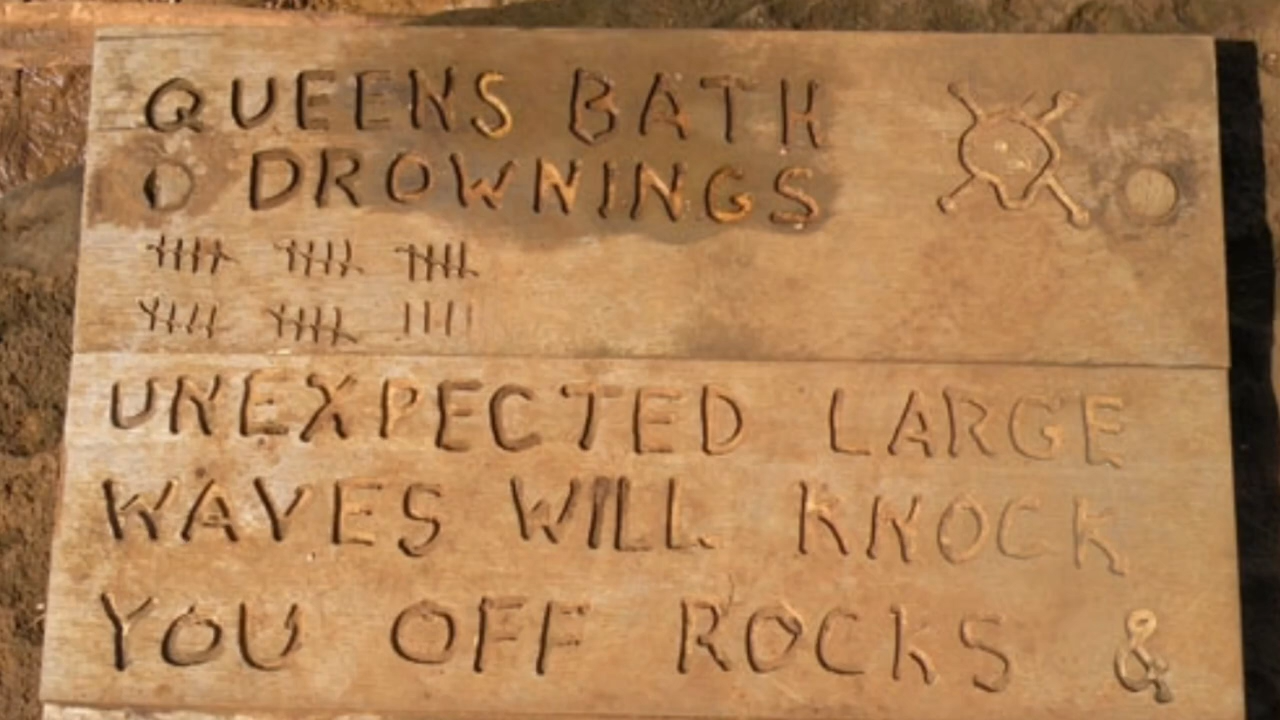 QUEENS BATH
DROWNINGS
UNEXPECTED LARGE
WAVES WILL KNOCK
YOU OFF ROCKS &